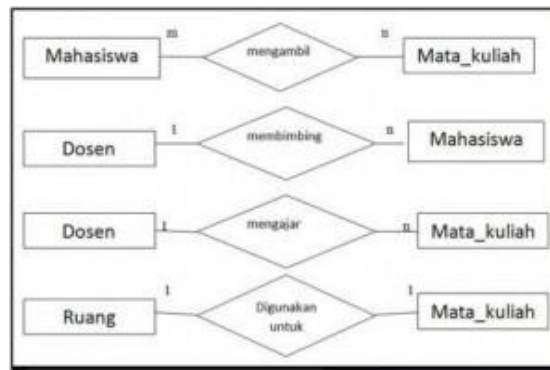 m n
Mahasiswa mengambil Mata_kuliah
1 n
Dosen membimbing Mahasiswa
Dosen 1 mengajar n Mata_kuliah
1 1
Ruang Digunakan untuk Mata_kuliah